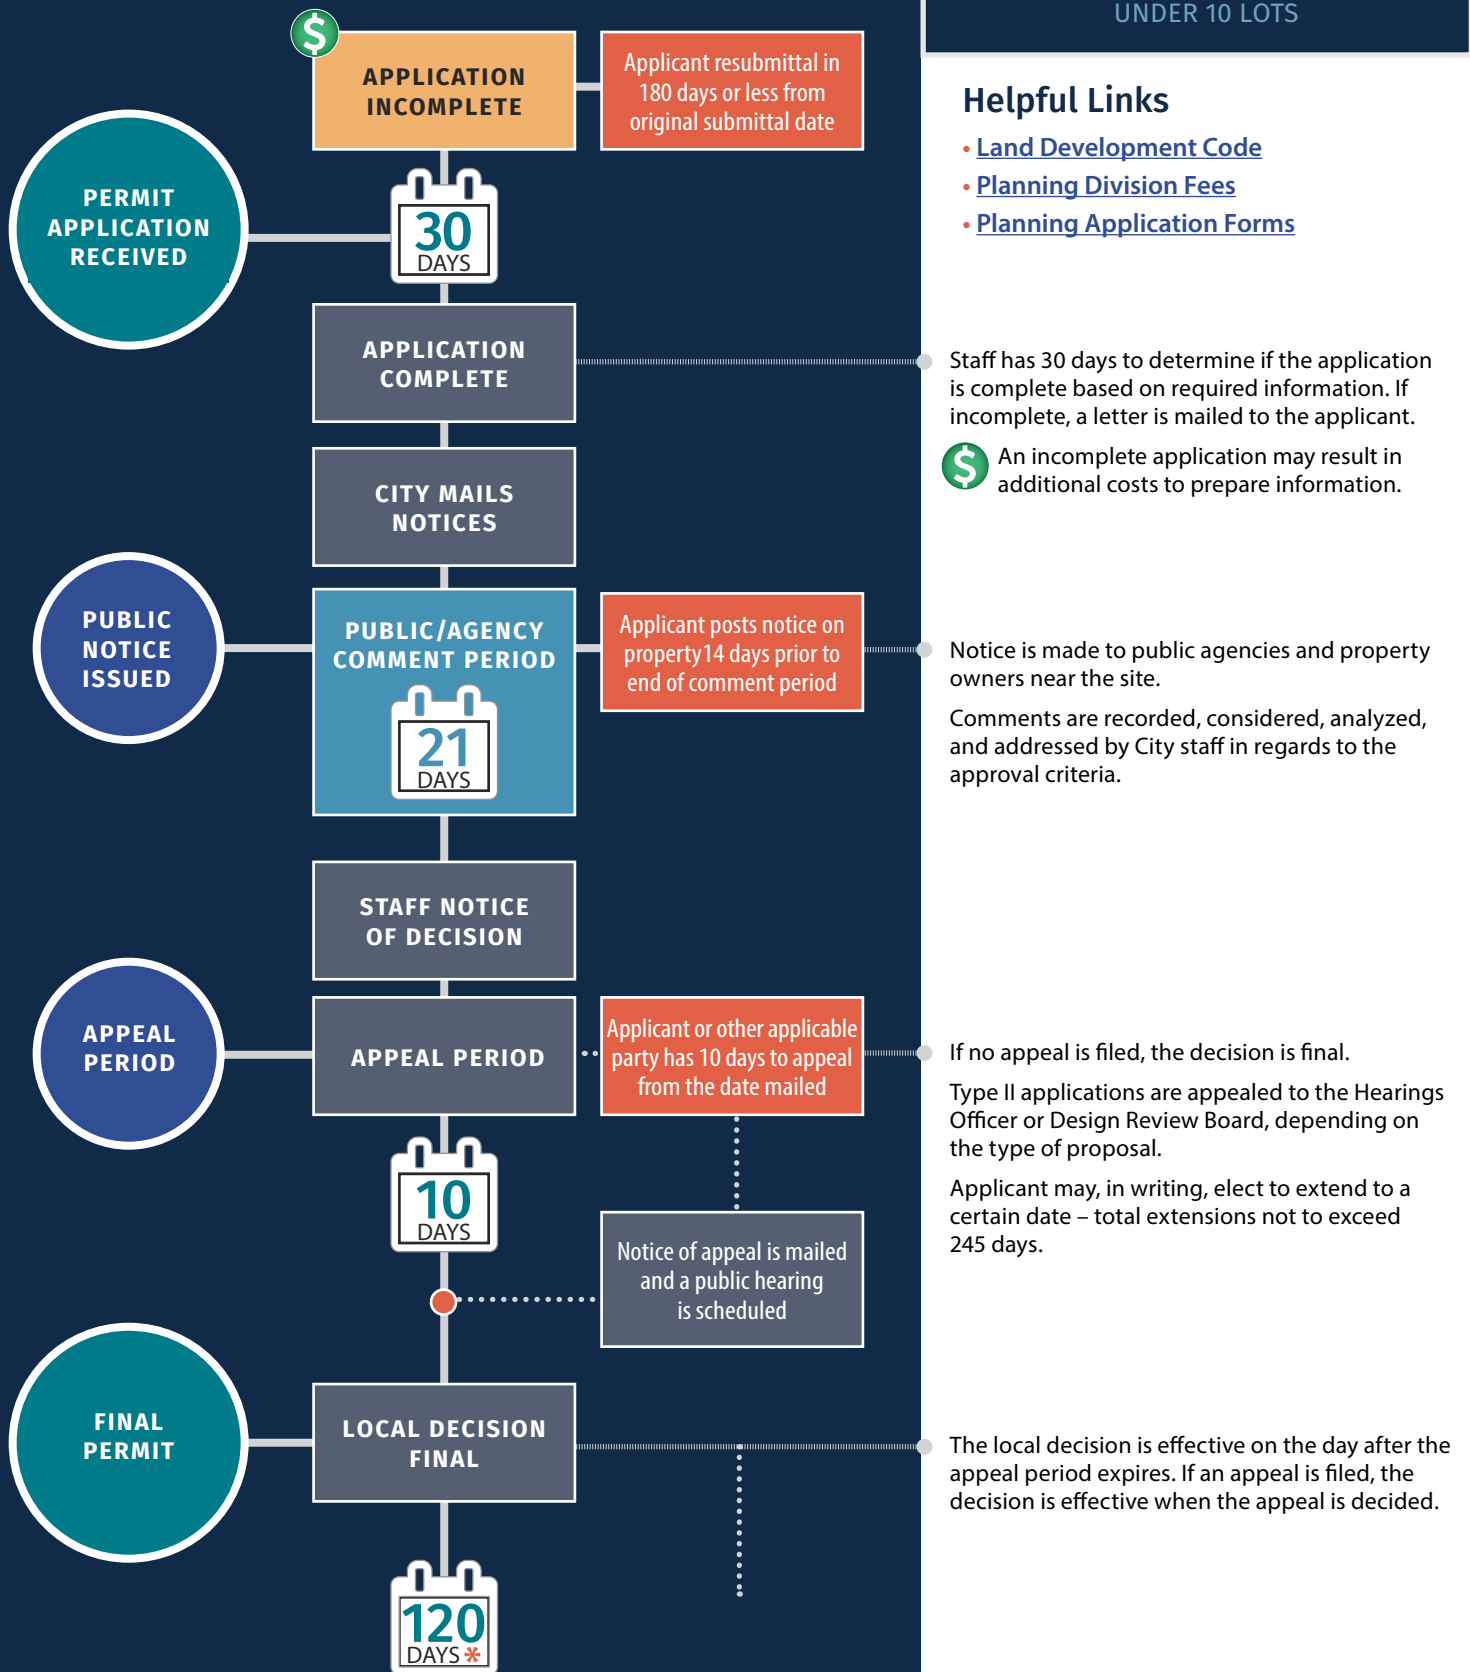 UNDER 10 LOTS
$
APPLICATION
INCOMPLETE
Applicant resubmittal in
180 days or less from
original submittal date
Helpful Links
• Land Development Code
• Planning Division Fees
• Planning Application Forms
PERMIT
APPLICATION
RECEIVED
30
DAYS
APPLICATION
COMPLETE
Staff has 30 days to determine if the application
is complete based on required information. If
incomplete, a letter is mailed to the applicant.
$ An incomplete application may result in
additional costs to prepare information.
CITY MAILS
NOTICES
PUBLIC
NOTICE
ISSUED
PUBLIC/AGENCY
COMMENT PERIOD
21
DAYS
Applicant posts notice on
property14 days prior to
end of comment period
Notice is made to public agencies and property
owners near the site.
Comments are recorded, considered, analyzed,
and addressed by City staff in regards to the
approval criteria.
STAFF NOTICE
OF DECISION
APPEAL
PERIOD
APPEAL PERIOD
Applicant or other applicable
party has 10 days to appeal
from the date mailed
If no appeal is filed, the decision is final.
Type II applications are appealed to the Hearings
Officer or Design Review Board, depending on
the type of proposal.
Applicant may, in writing, elect to extend to a
certain date – total extensions not to exceed
245 days.
10
DAYS
Notice of appeal is mailed
and a public hearing
is scheduled
FINAL
PERMIT
LOCAL DECISION
FINAL
The local decision is effective on the day after the
appeal period expires. If an appeal is filed, the
decision is effective when the appeal is decided.
120
DAYS *